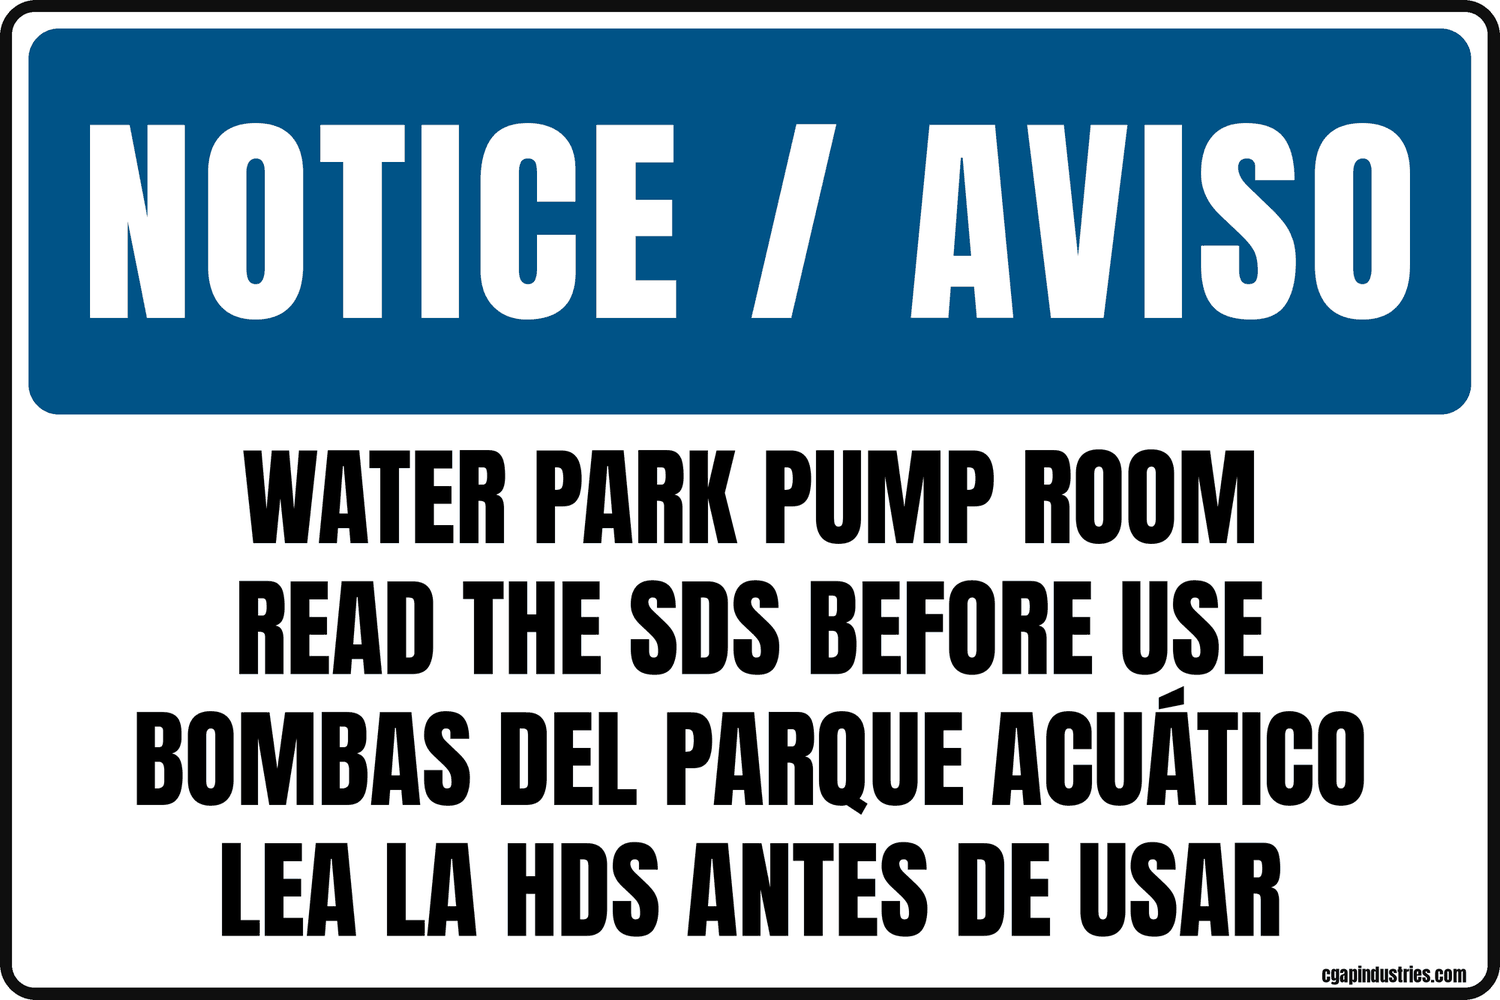 NOTICE / AVISO
WATER PARK PUMP ROOM
READ THE SDS BEFORE USE
BOMBAS DEL PARQUE ACUÁTICO
LEA LA HDS ANTES DE USAR
cgapindustries.com